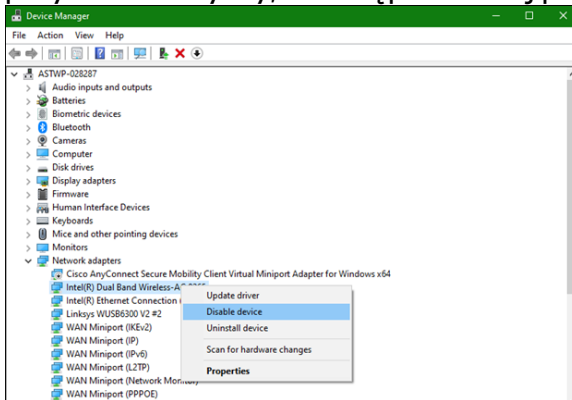 Device Manager
File Action View Help
ASTWP-028287
Audio inputs and outputs
Batteries
Biometric devices
Bluetooth
Cameras
Computer
Disk drives
Display adapters
Firmware
Human Interface Devices
Keyboards
Mice and other pointing devices
Monitors
Network adapters
Cisco AnyConnect Secure Mobility Client Virtual Miniport Adapter for Windows x64
Intel(R) Dual Band
Intel(R) Ethernet Connection
Update driver
Linksys WUSB6300 V2 #2
Disable device
WAN Miniport (IKEv2)
Uninstall device
WAN Miniport (IP)
WAN Miniport (IPv6)
Scan for hardware changes
WAN Miniport (L2TP)
Properties
WAN Miniport (Network
WAN Miniport (PPPOE)